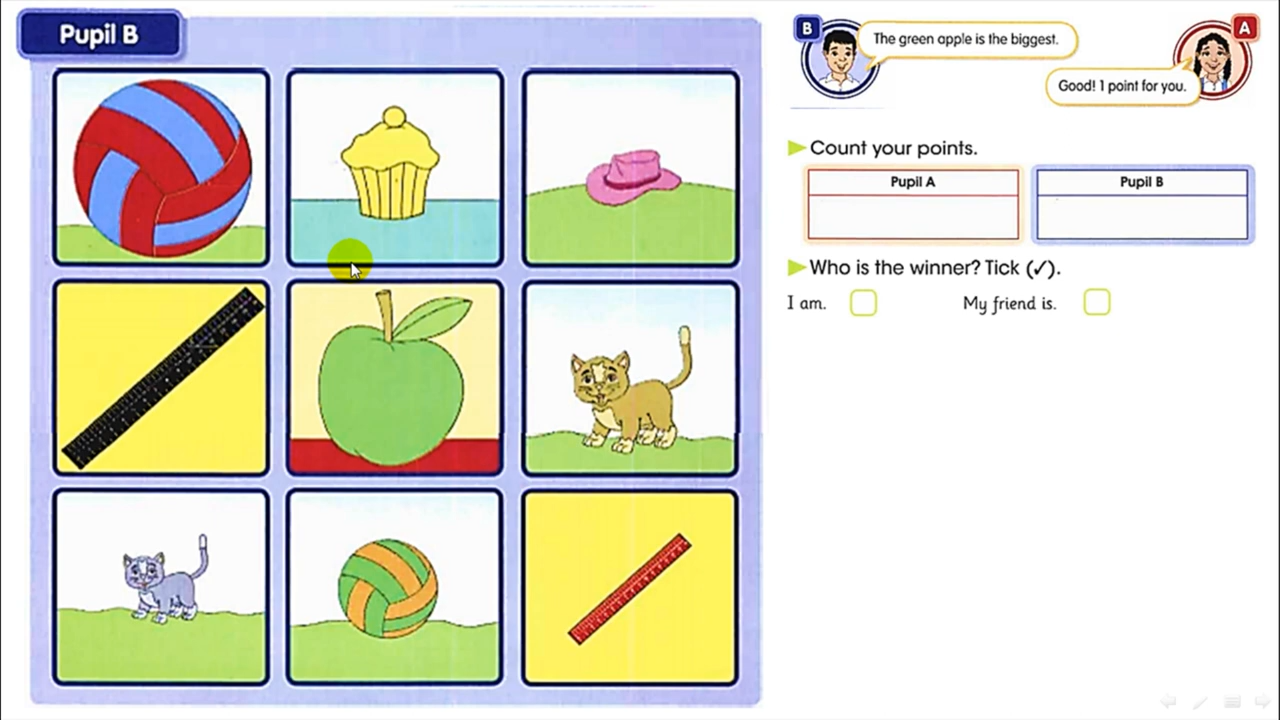 Pupil B
B
The green apple is the biggest.
A
Good! 1 point for you.
Count your points.
Pupil A
Pupil B
Who is the winner? Tick (✓).
I am.
My friend is.